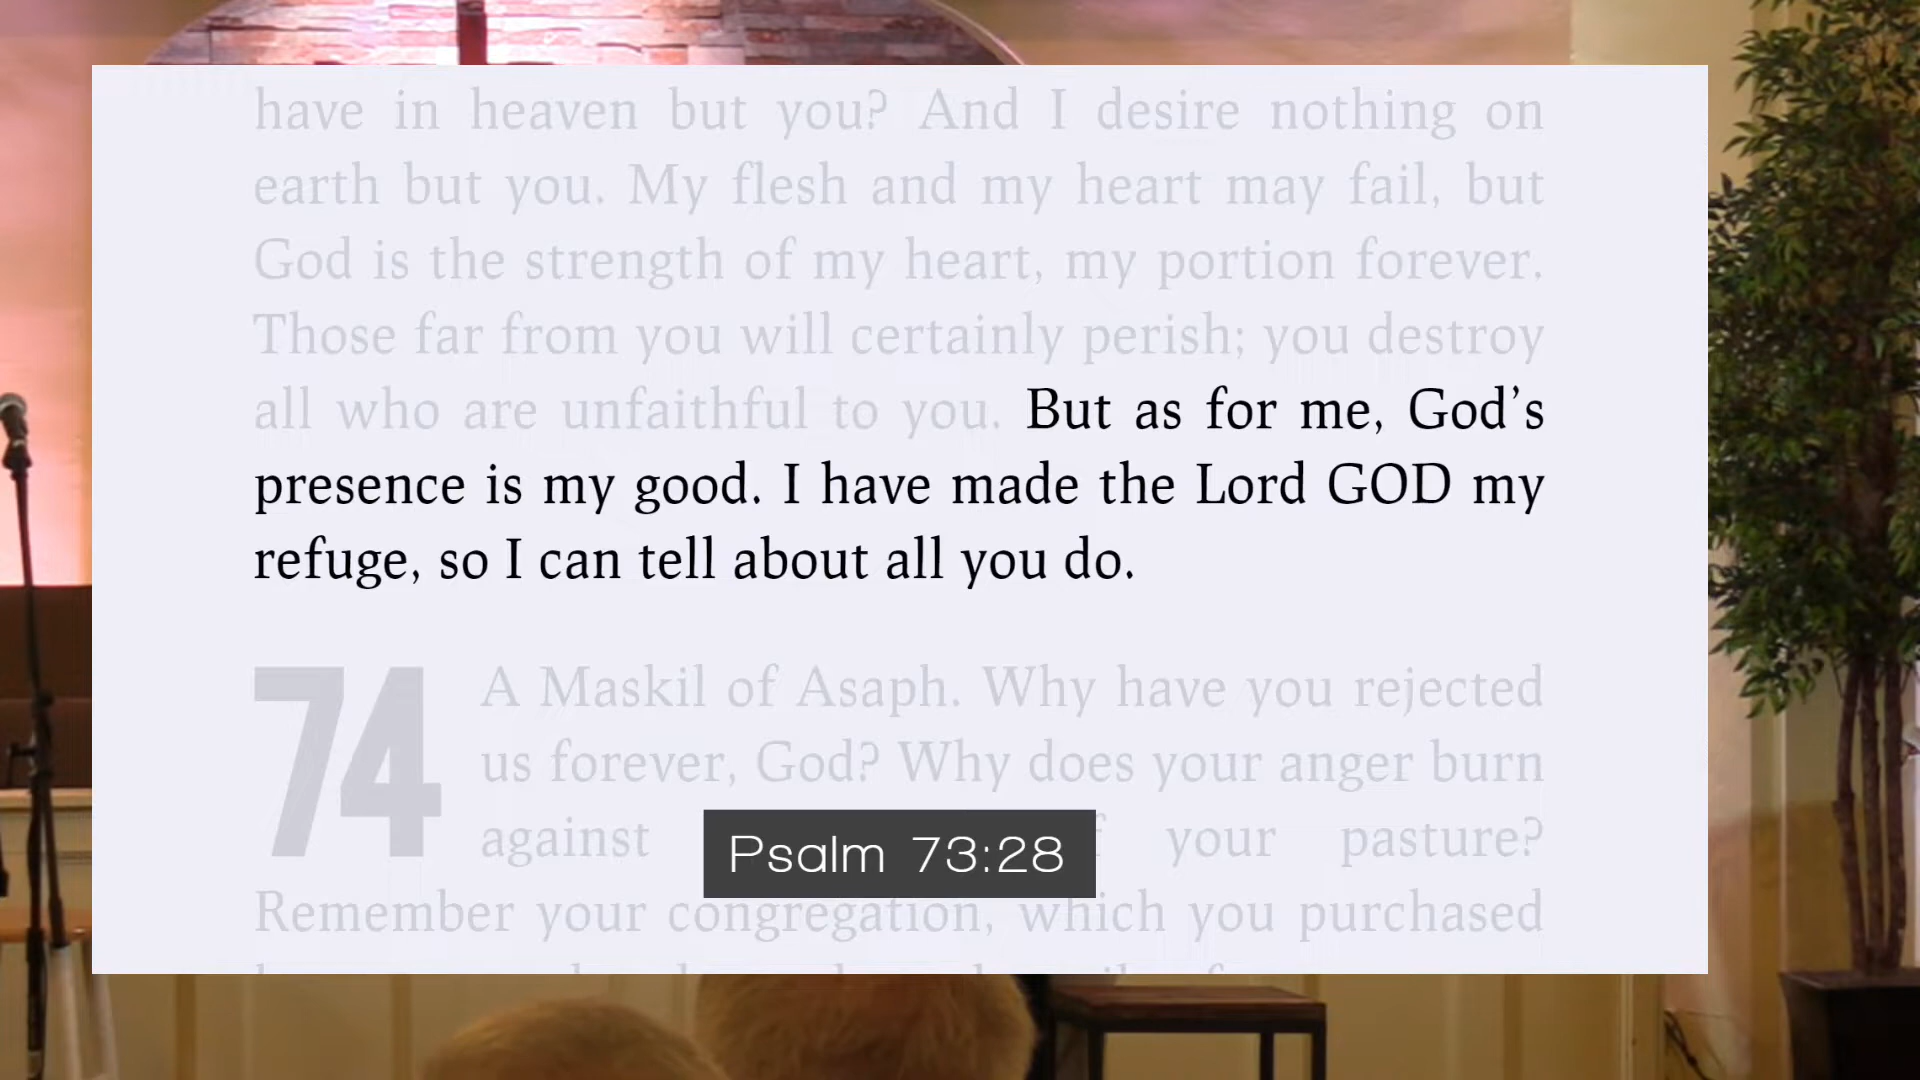 have in heaven but you? And I desire nothing on
earth but you. My flesh and my heart may fail, but
God is the strength of my heart, my portion forever.
Those far from you will certainly perish; you destroy
all who are unfaithful to you. But as for me, God’s
presence is my good. I have made the Lord GOD my
refuge, so I can tell about all you do.
74 A Maskil of Asaph. Why have you rejected
us forever, God? Why does your anger burn
against your pasture?
Psalm 73:28
Remember your congregation, which you purchased